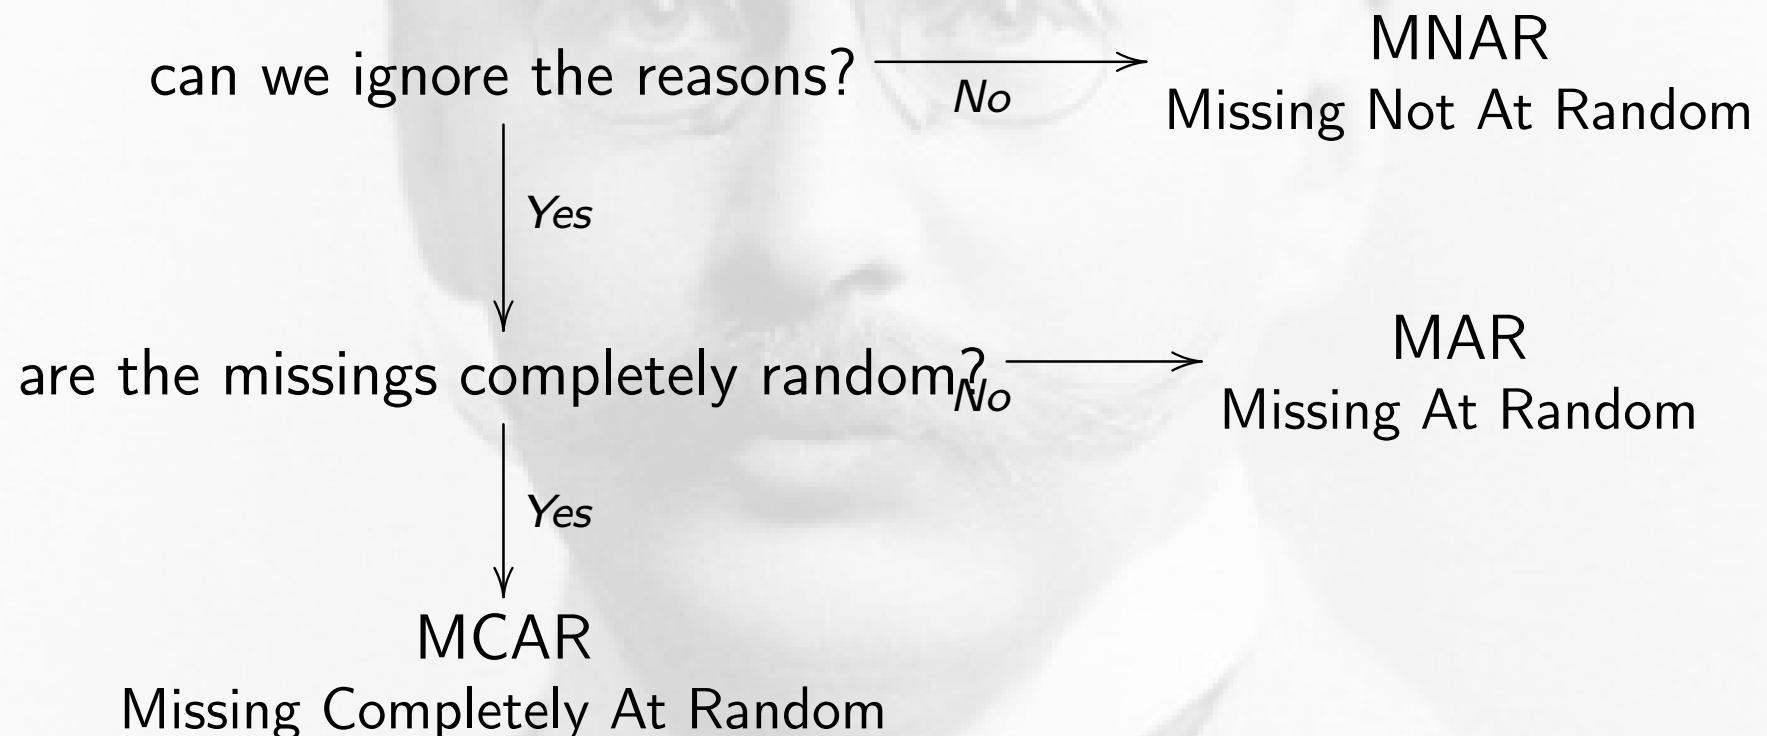 can we ignore the reasons?
No
MNAR
Missing Not At Random
Yes
are the missings completely random?
No
MAR
Missing At Random
Yes
MCAR
Missing Completely At Random